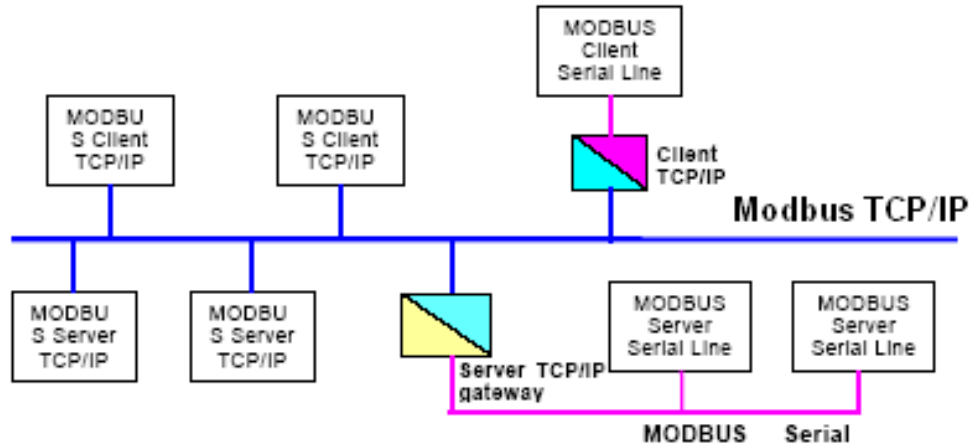 MODBUS
Client
Serial Line
MODBU
S Client
TCP/IP
MODBU
S Client
TCP/IP
Client
TCP/IP
Modbus TCP/IP
MODBU
S Server
TCP/IP
MODBU
S Server
TCP/IP
Server TCP/IP
gateway
MODBUS
Server
Serial Line
MODBUS
Server
Serial Line
MODBUS Serial